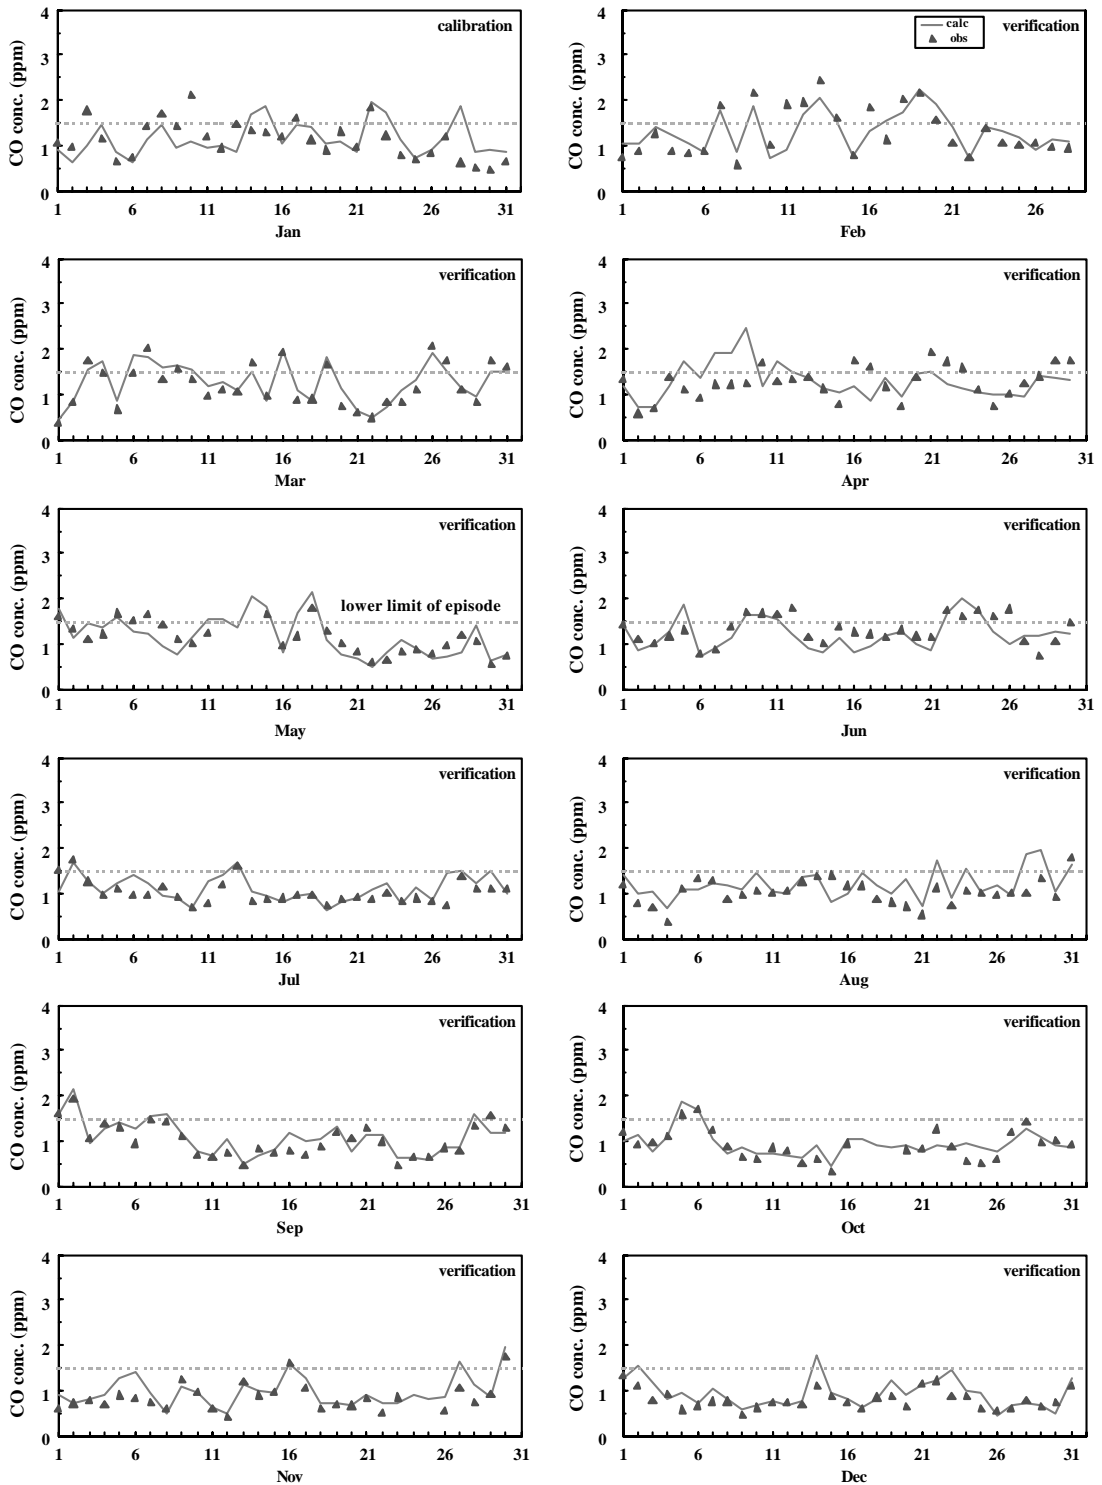 4
calibration
CO conc. (ppm)
3
2
1
0
1 6 11 16 21 26 31
Jan
4
calc
obs
verification
CO conc. (ppm)
3
2
1
0
1 6 11 16 21 26
Feb
4
verification
CO conc. (ppm)
3
2
1
0
1 6 11 16 21 26 31
Mar
4
verification
CO conc. (ppm)
3
2
1
0
1 6 11 16 21 26 31
Apr
4
verification
CO conc. (ppm)
3
2
lower limit of episode
1
0
1 6 11 16 21 26 31
May
4
verification
CO conc. (ppm)
3
2
1
0
1 6 11 16 21 26 31
Jun
4
verification
CO conc. (ppm)
3
2
1
0
1 6 11 16 21 26 31
Jul
4
verification
CO conc. (ppm)
3
2
1
0
1 6 11 16 21 26 31
Aug
4
verification
CO conc. (ppm)
3
2
1
0
1 6 11 16 21 26 31
Sep
4
verification
CO conc. (ppm)
3
2
1
0
1 6 11 16 21 26 31
Oct
4
verification
CO conc. (ppm)
3
2
1
0
1 6 11 16 21 26 31
Nov
4
verification
CO conc. (ppm)
3
2
1
0
1 6 11 16 21 26 31
Dec